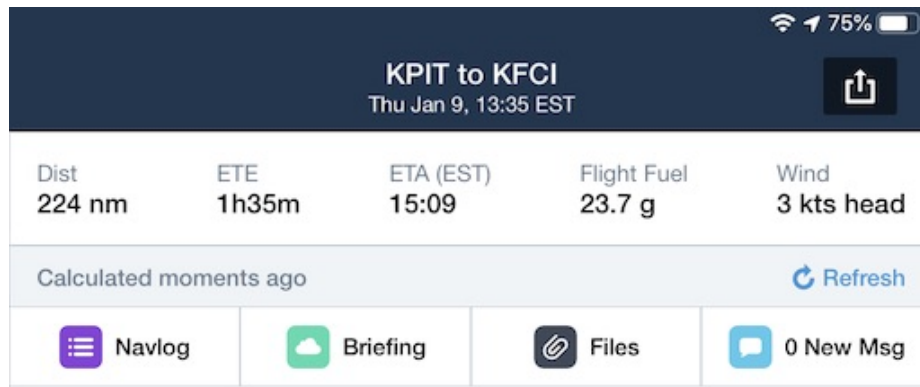 75%
KPIT to KFCI
Thu Jan 9, 13:35 EST
Dist ETE ETA (EST) Flight Fuel Wind
224 nm 1h35m 15:09 23.7 g 3 kts head
Calculated moments ago Refresh
Navlog Briefing Files 0 New Msg